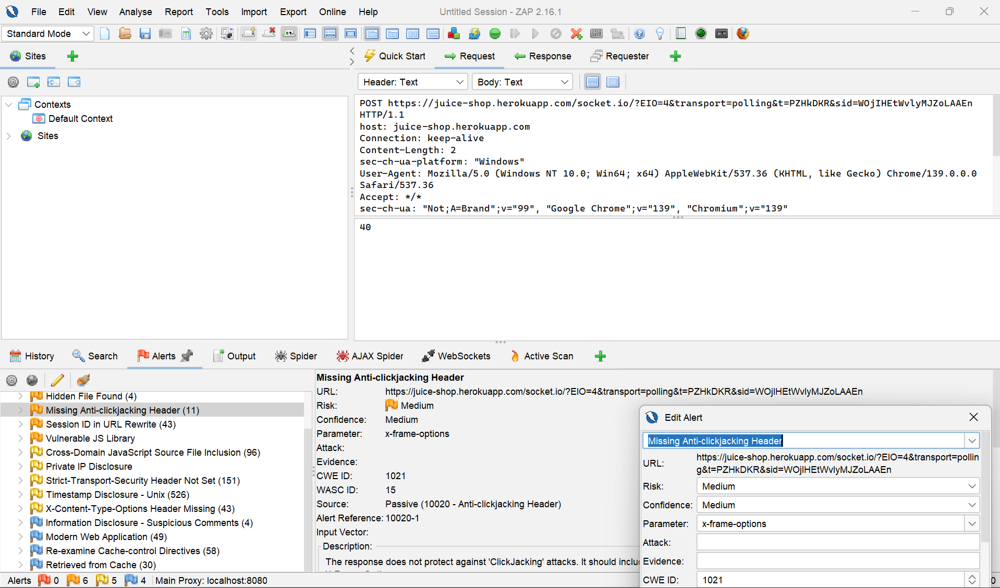 File Edit View Analyse Report Tools Import Export Online Help Untitled Session - ZAP 2.16.1
Standard Mode
Sites
Quick Start Request Response Requester
Header: Text Body: Text
Contexts
Default Context
Sites
POST https://juice-shop.herokuapp.com/socket.io/?EIO=4&transport=polling&t=PZHkDKR&sid=WOjIHEtWvlyMJZoLAAEn
HTTP/1.1
host: juice-shop.herokuapp.com
Connection: keep-alive
Content-Length: 2
sec-ch-ua-platform: "Windows"
User-Agent: Mozilla/5.0 (Windows NT 10.0; Win64; x64) AppleWebKit/537.36 (KHTML, like Gecko) Chrome/139.0.0.0
Safari/537.36
Accept: */*
sec-ch-ua: "Not;A=Brand";v="99", "Google Chrome";v="139", "Chromium";v="139"
40
History Search Alerts Output Spider AJAX Spider WebSockets Active Scan
Hidden File Found (4)
Missing Anti-clickjacking Header (11)
Session ID in URL Rewrite (43)
Vulnerable JS Library
Cross-Domain JavaScript Source File Inclusion (96)
Private IP Disclosure
Strict-Transport-Security Header Not Set (151)
Timestamp Disclosure - Unix (526)
X-Content-Type-Options Header Missing (43)
Information Disclosure - Suspicious Comments (4)
Modern Web Application (49)
Re-examine Cache-control Directives (58)
Retrieved from Cache (30)
Missing Anti-clickjacking Header
URL: https://juice-shop.herokuapp.com/socket.io/?EIO=4&transport=polling&t=PZHkDKR&sid=WOjIHEtWvlyMJZoLAAEn
Risk: Medium
Confidence: Medium
Parameter: x-frame-options
Attack:
Evidence:
CWE ID: 1021
WASC ID: 15
Source: Passive (10020 - Anti-clickjacking Header)
Alert Reference: 10020-1
Input Vector:
Description:
The response does not protect against 'ClickJacking' attacks. It should inclu
Edit Alert
Missing Anti-clickjacking Header
URL: https://juice-shop.herokuapp.com/socket.io/?EIO=4&transport=pollin
g&t=PZHkDKR&sid=WOjIHEtWvlyMJZoLAAEn
Risk: Medium
Confidence: Medium
Parameter: x-frame-options
Attack:
Evidence:
CWE ID: 1021
Alerts 0 6 5 4 Main Proxy: localhost:8080
0